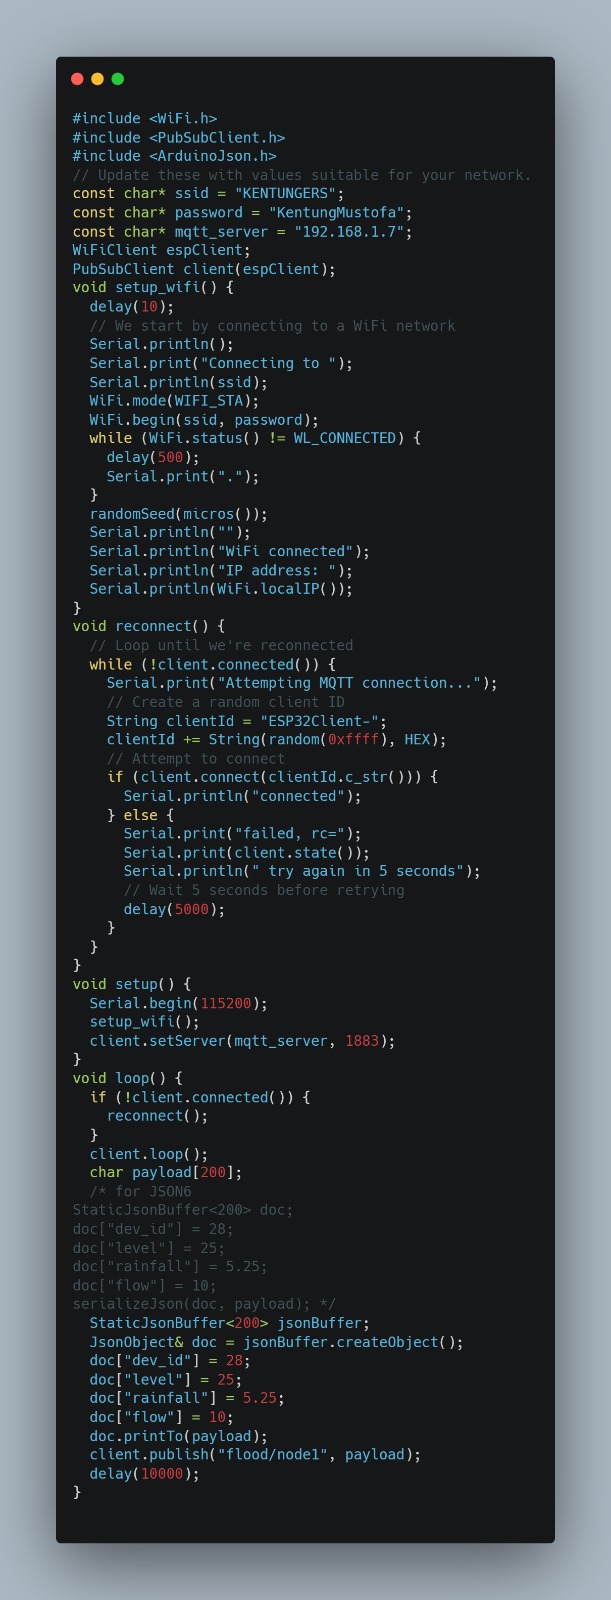 #include <WiFi.h>
#include <PubSubClient.h>
#include <ArduinoJson.h>
// Update these with values suitable for your network.
const char* ssid = "KENTUNGERS";
const char* password = "KentungMustofa";
const char* mqtt_server = "192.168.1.7";
WiFiClient espClient;
PubSubClient client(espClient);
void setup_wifi() {
  delay(10);
  // We start by connecting to a WiFi network
  Serial.println();
  Serial.print("Connecting to ");
  Serial.println(ssid);
  WiFi.mode(WIFI_STA);
  WiFi.begin(ssid, password);
  while (WiFi.status() != WL_CONNECTED) {
    delay(500);
    Serial.print(".");
  }
  randomSeed(micros());
  Serial.println("");
  Serial.println("WiFi connected");
  Serial.println("IP address: ");
  Serial.println(WiFi.localIP());
}
void reconnect() {
  // Loop until we're reconnected
  while (!client.connected()) {
    Serial.print("Attempting MQTT connection...");
    // Create a random client ID
    String clientId = "ESP32Client-";
    clientId += String(random(0xffff), HEX);
    // Attempt to connect
    if (client.connect(clientId.c_str())) {
      Serial.println("connected");
    } else {
      Serial.print("failed, rc=");
      Serial.print(client.state());
      Serial.println(" try again in 5 seconds");
      // Wait 5 seconds before retrying
      delay(5000);
    }
  }
}
void setup() {
  Serial.begin(115200);
  setup_wifi();
  client.setServer(mqtt_server, 1883);
}
void loop() {
  if (!client.connected()) {
    reconnect();
  }
  client.loop();
  char payload[200];
  /* for JSON6
StaticJsonBuffer<200> doc;
doc["dev_id"] = 28;
doc["level"] = 25;
doc["rainfall"] = 5.25;
doc["flow"] = 10;
serializeJson(doc, payload); */
  StaticJsonBuffer<200> jsonBuffer;
  JsonObject& doc = jsonBuffer.createObject();
  doc["dev_id"] = 28;
  doc["level"] = 25;
  doc["rainfall"] = 5.25;
  doc["flow"] = 10;
  doc.printTo(payload);
  client.publish("flood/node1", payload);
  delay(10000);
}